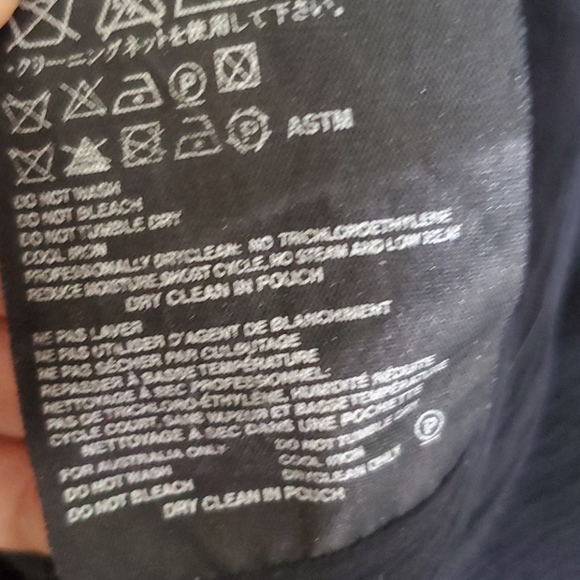 ・クリーニングネットを使用して下さい。
P
P ASTM
DO NOT WASH
DO NOT BLEACH
DO NOT TUMBLE DRY
COOL IRON
PROFESSIONALLY DRYCLEAN: NO TRICHLOROETHYLENE
REDUCE MOISTURE,SHORT CYCLE, NO STEAM AND LOW HEAT
DRY CLEAN IN POUCH
NE PAS LAVER
NE PAS UTILISER D'AGENT DE BLANCHIMENT
NE PAS SÉCHER PAR CULBUTAGE
REPASSER À BASSE TEMPÉRATURE
NETTOYAGE À SEC PROFESSIONNEL:
PAS DE TRICHLOROÉTHYLÈNE, HUMIDITÉ RÉDUITE,
CYCLE COURT, SANS VAPEUR ET BASSE TEMPÉRATURE
NETTOYAGE À SEC DANS UNE POCHETTE
FOR AUSTRALIA ONLY
DO NOT WASH
DO NOT BLEACH
DO NOT TUMBLE DRY
COOL IRON
DRYCLEAN ONLY
P
DRY CLEAN IN POUCH